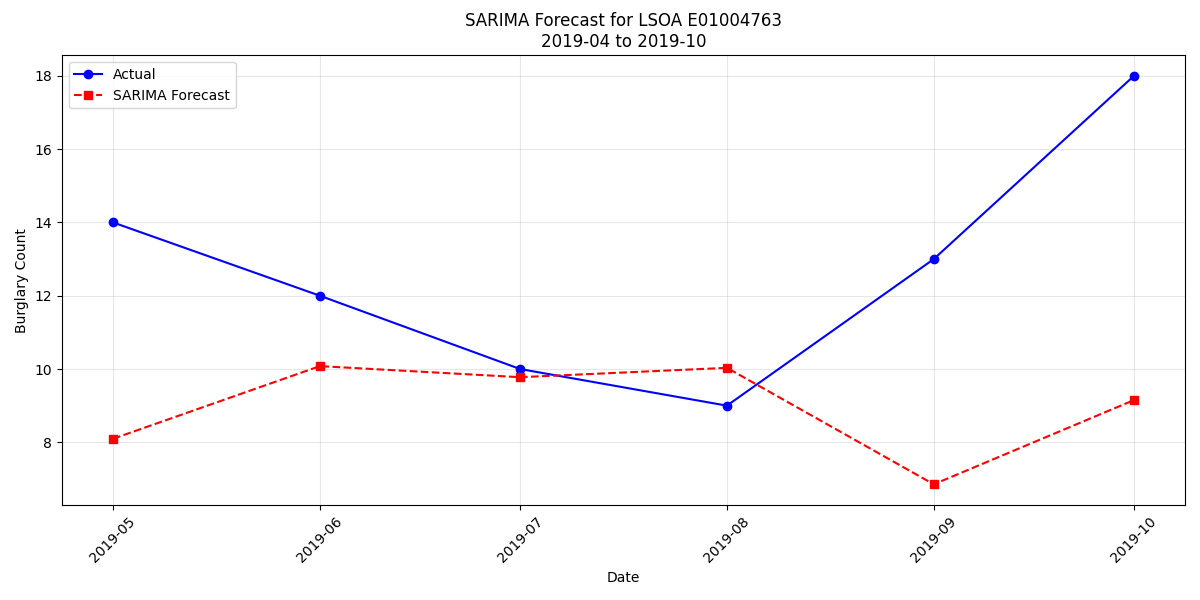 SARIMA Forecast for LSOA E01004763
2019-04 to 2019-10
Actual
SARIMA Forecast
Burglary Count
18
16
14
12
10
8
2019-05
2019-06
2019-07
2019-08
2019-09
2019-10
Date